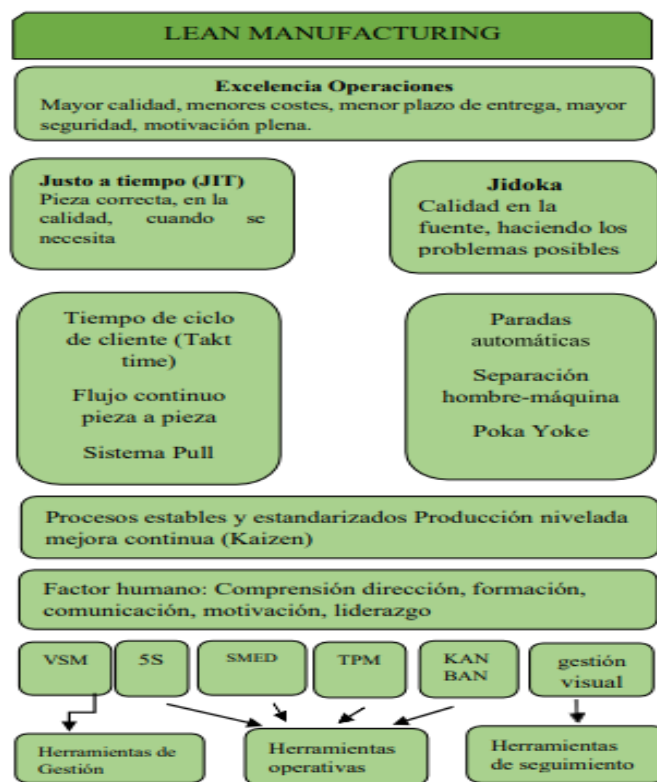 LEAN MANUFACTURING
Excelencia Operaciones
Mayor calidad, menores costes, menor plazo de entrega, mayor
seguridad, motivación plena.
Justo a tiempo (JIT)
Pieza correcta, en la
calidad, cuando se
necesita
Jidoka
Calidad en la
fuente, haciendo los
problemas posibles
Tiempo de ciclo
de cliente (Takt
time)
Flujo continuo
pieza a pieza
Sistema Pull
Paradas
automáticas
Separación
hombre-máquina
Poka Yoke
Procesos estables y estandarizados Producción nivelada
mejora continua (Kaizen)
Factor humano: Comprensión dirección, formación,
comunicación, motivación, liderazgo
VSM
5S
SMED
TPM
KAN
BAN
gestión
visual
Herramientas de
Gestión
Herramientas
operativas
Herramientas
de seguimiento